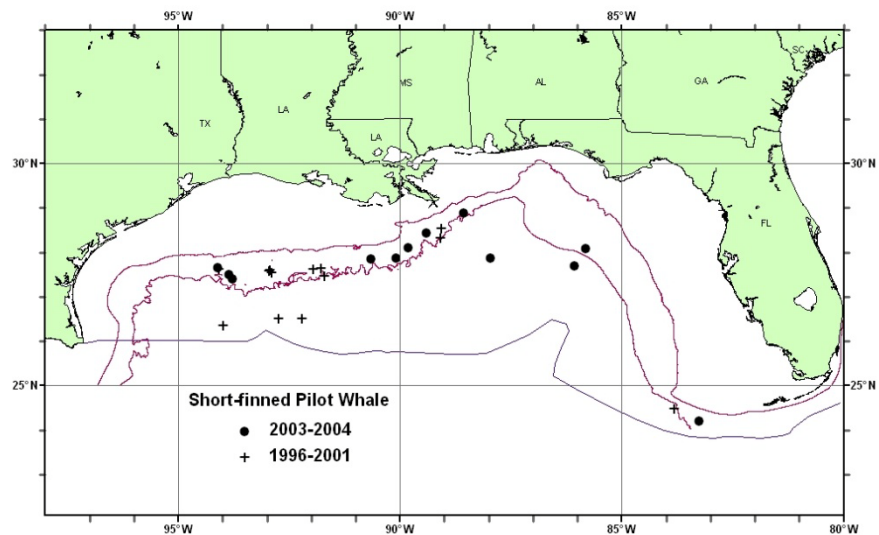 95°W 90°W 85°W 80°W
SC
MS AL GA
LA
TX
LA
30°N 30°N
FL
25°N 25°N
Short-finned Pilot Whale
2003-2004
1996-2001
95°W 90°W 85°W 80°W